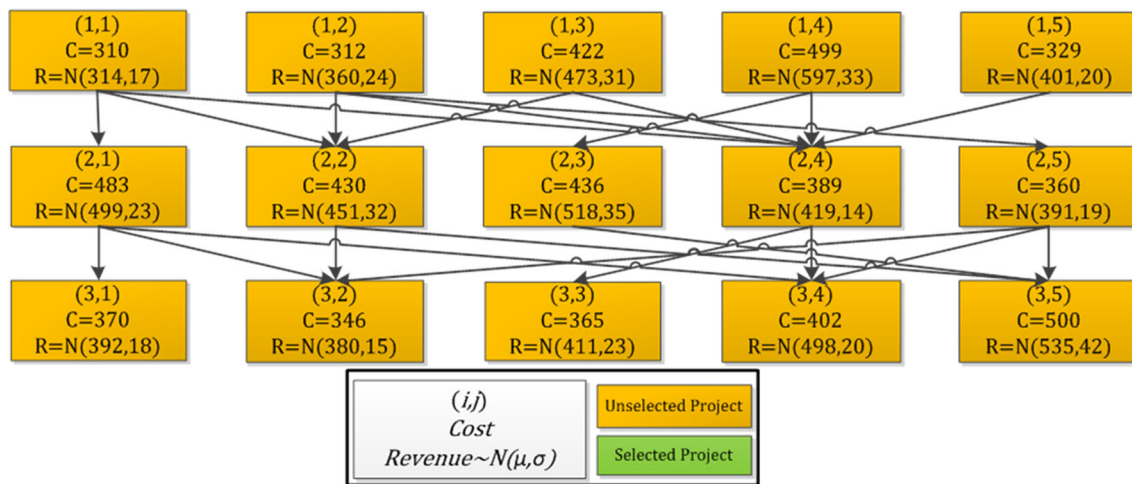 (1,1)
C=310
R=N(314,17)
(1,2)
C=312
R=N(360,24)
(1,3)
C=422
R=N(473,31)
(1,4)
C=499
R=N(597,33)
(1,5)
C=329
R=N(401,20)
(2,1)
C=483
R=N(499,23)
(2,2)
C=430
R=N(451,32)
(2,3)
C=436
R=N(518,35)
(2,4)
C=389
R=N(419,14)
(2,5)
C=360
R=N(391,19)
(3,1)
C=370
R=N(392,18)
(3,2)
C=346
R=N(380,15)
(3,3)
C=365
R=N(411,23)
(3,4)
C=402
R=N(498,20)
(3,5)
C=500
R=N(535,42)
(i,j)
Cost
Revenue~N(μ,σ)
Unselected Project
Selected Project